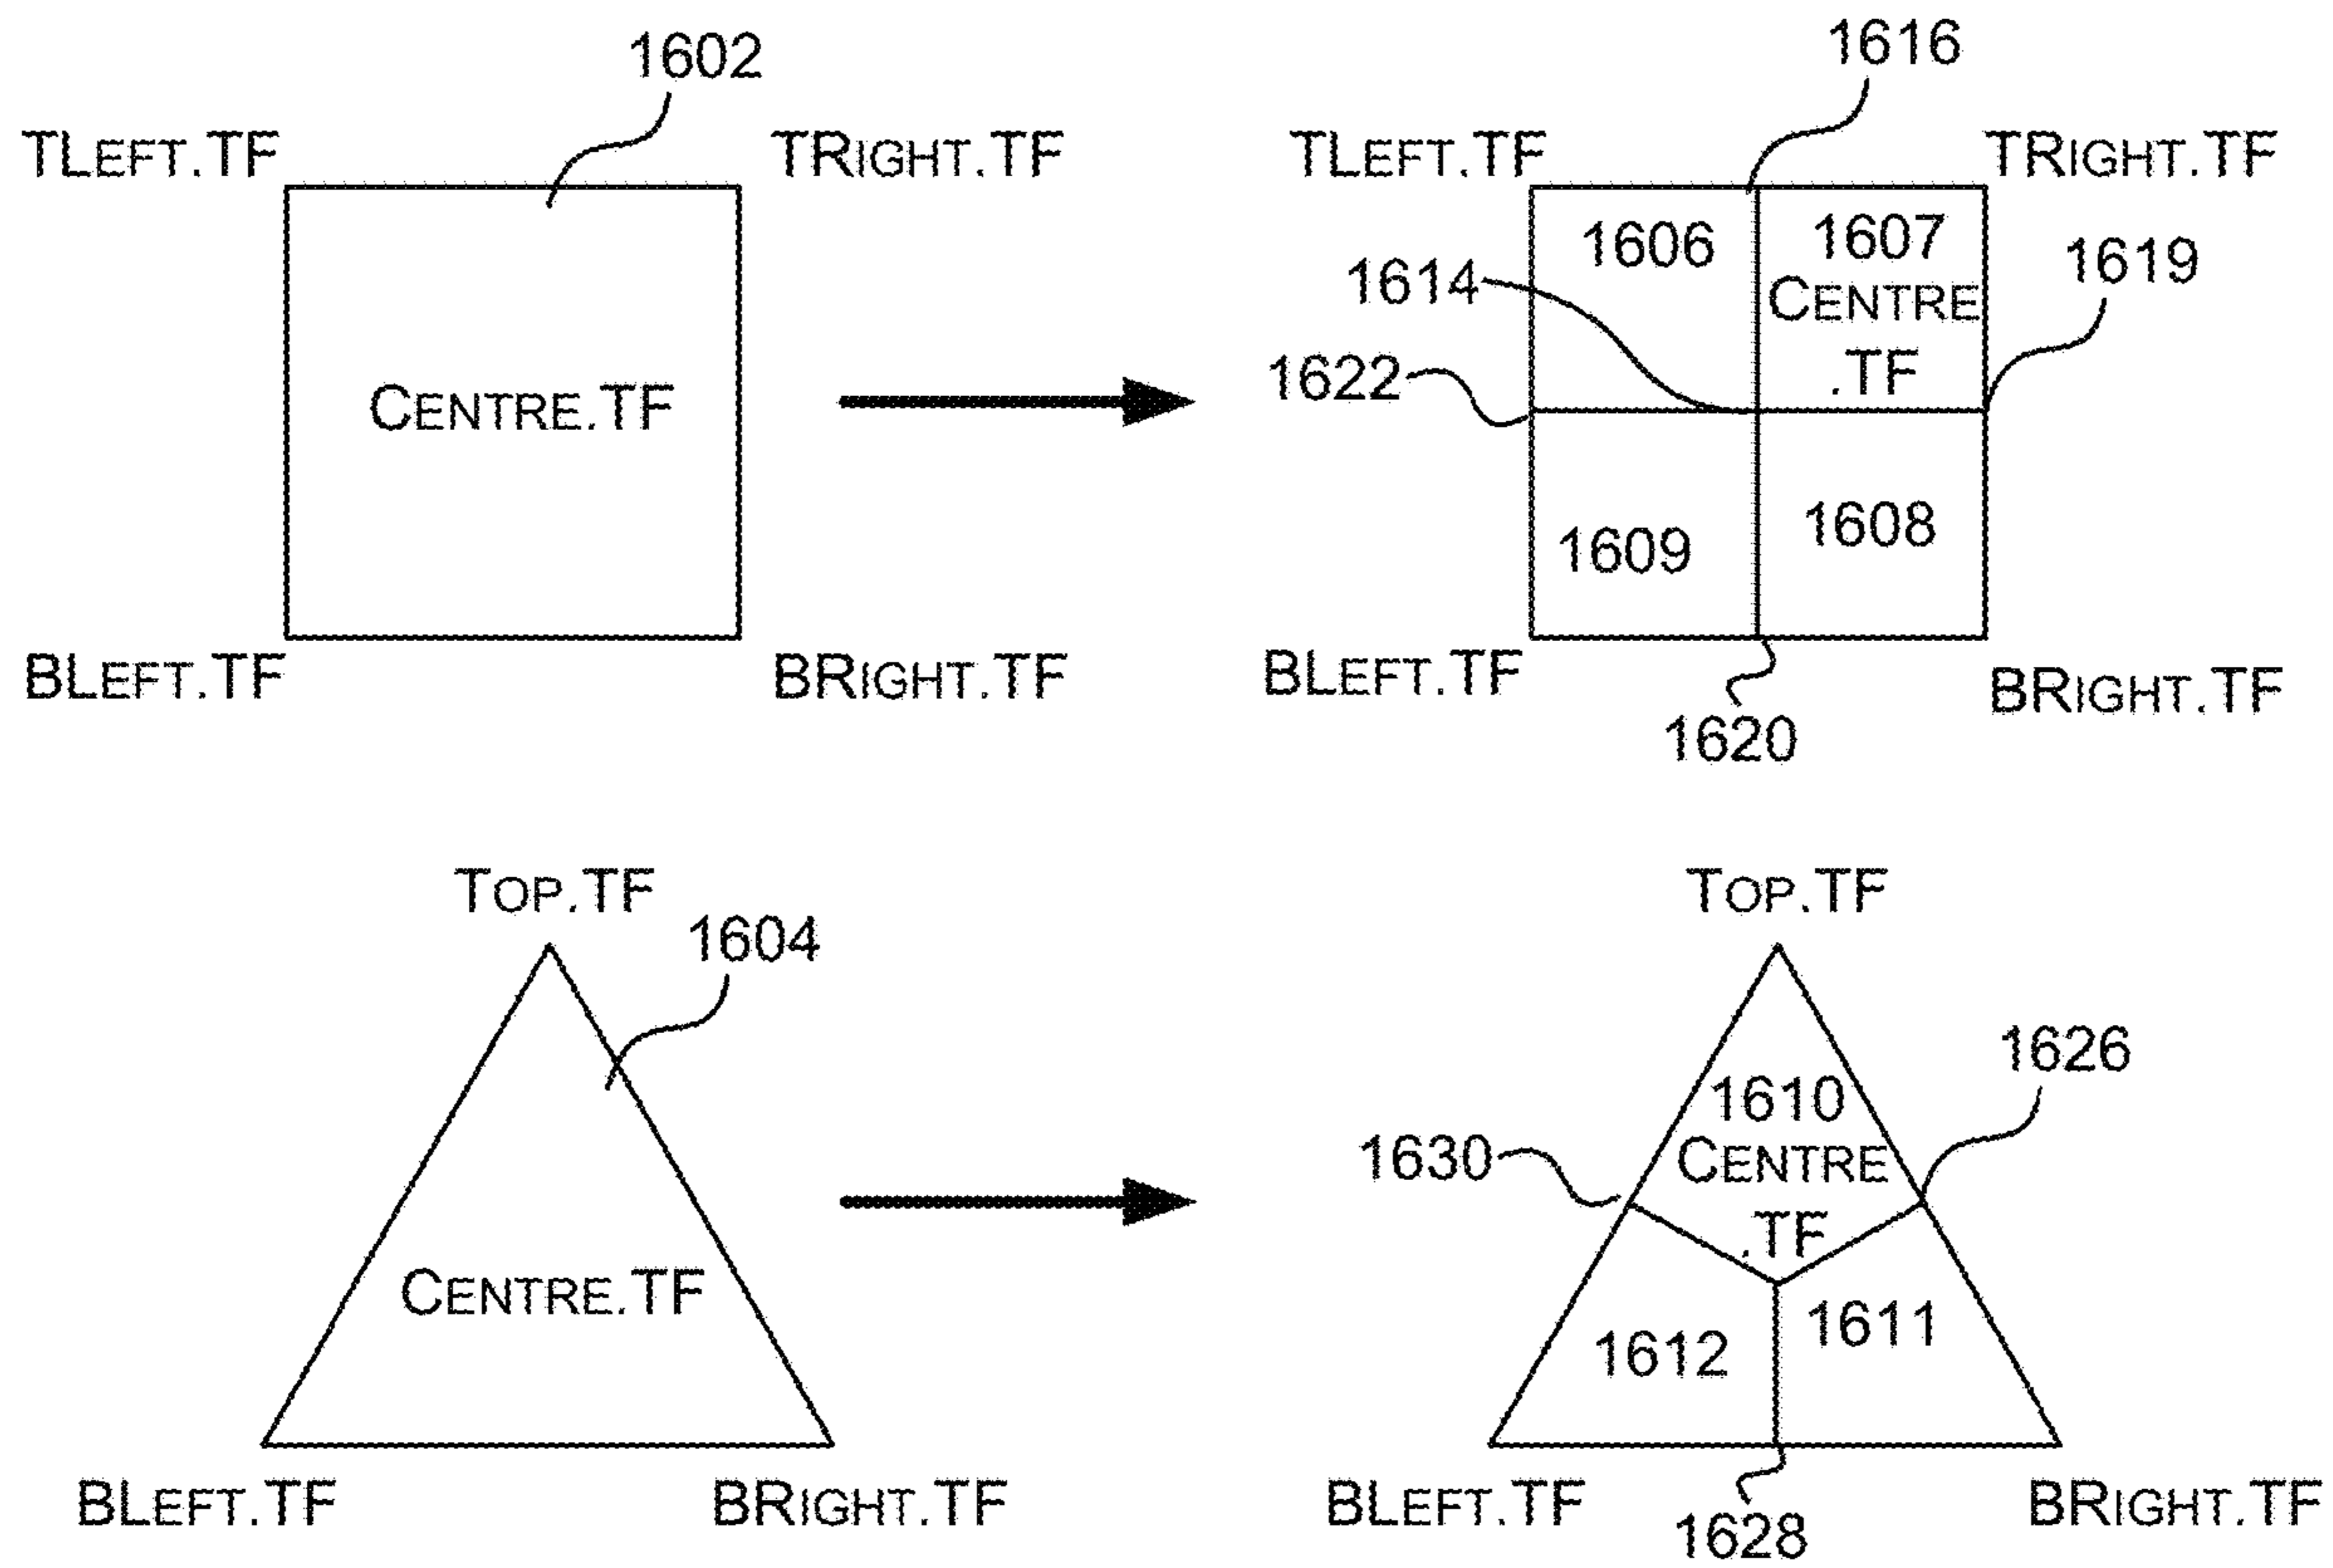 1602
1616
TLEFT.TF
TRIGHT.TF
TLEFT.TF
TRIGHT.TF
1606
1607
CENTRE
.TF
1614
1619
1622
CENTRE.TF
1609
1608
BLEFT.TF
BRIGHT.TF
BLEFT.TF
BRIGHT.TF
1620
TOP.TF
1604
TOP.TF
1626
1610
CENTRE
.TF
1630
CENTRE.TF
1612
1611
BLEFT.TF
BRIGHT.TF
BLEFT.TF
BRIGHT.TF
1628